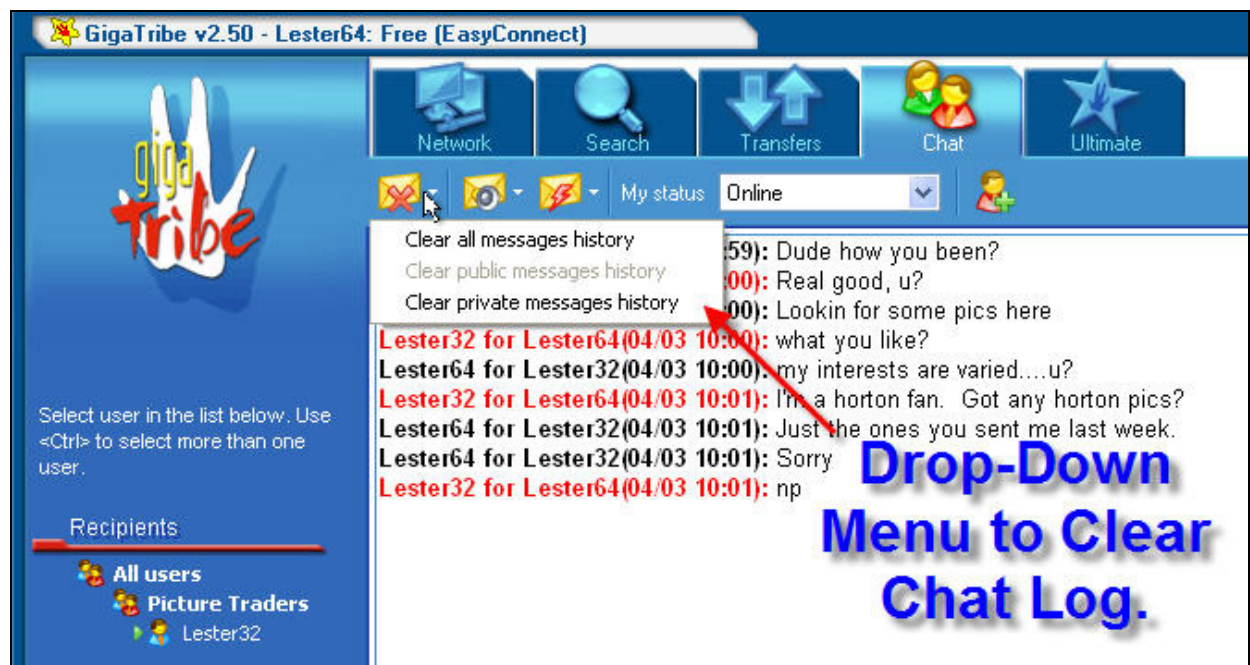 GigaTribe v2.50 - Lester64: Free (EasyConnect)
giga
Tribe
Network Search Transfers Chat Ultimate
My status Online
Clear all messages history
Clear public messages history
Clear private messages history
:59): Dude how you been?
:00): Real good, u?
:00): Lookin for some pics here
Lester32 for Lester64(04/03 10:00): what you like?
Lester64 for Lester32(04/03 10:00): my interests are varied....u?
Lester32 for Lester64(04/03 10:01): I'm a horton fan. Got any horton pics?
Lester64 for Lester32(04/03 10:01): Just the ones you sent me last week.
Lester64 for Lester32(04/03 10:01): Sorry
Lester32 for Lester64(04/03 10:01): np
Select user in the list below. Use
<Ctrl> to select more than one
user.
Recipients
All users
Picture Traders
Lester32
Drop-Down
Menu to Clear
Chat Log.